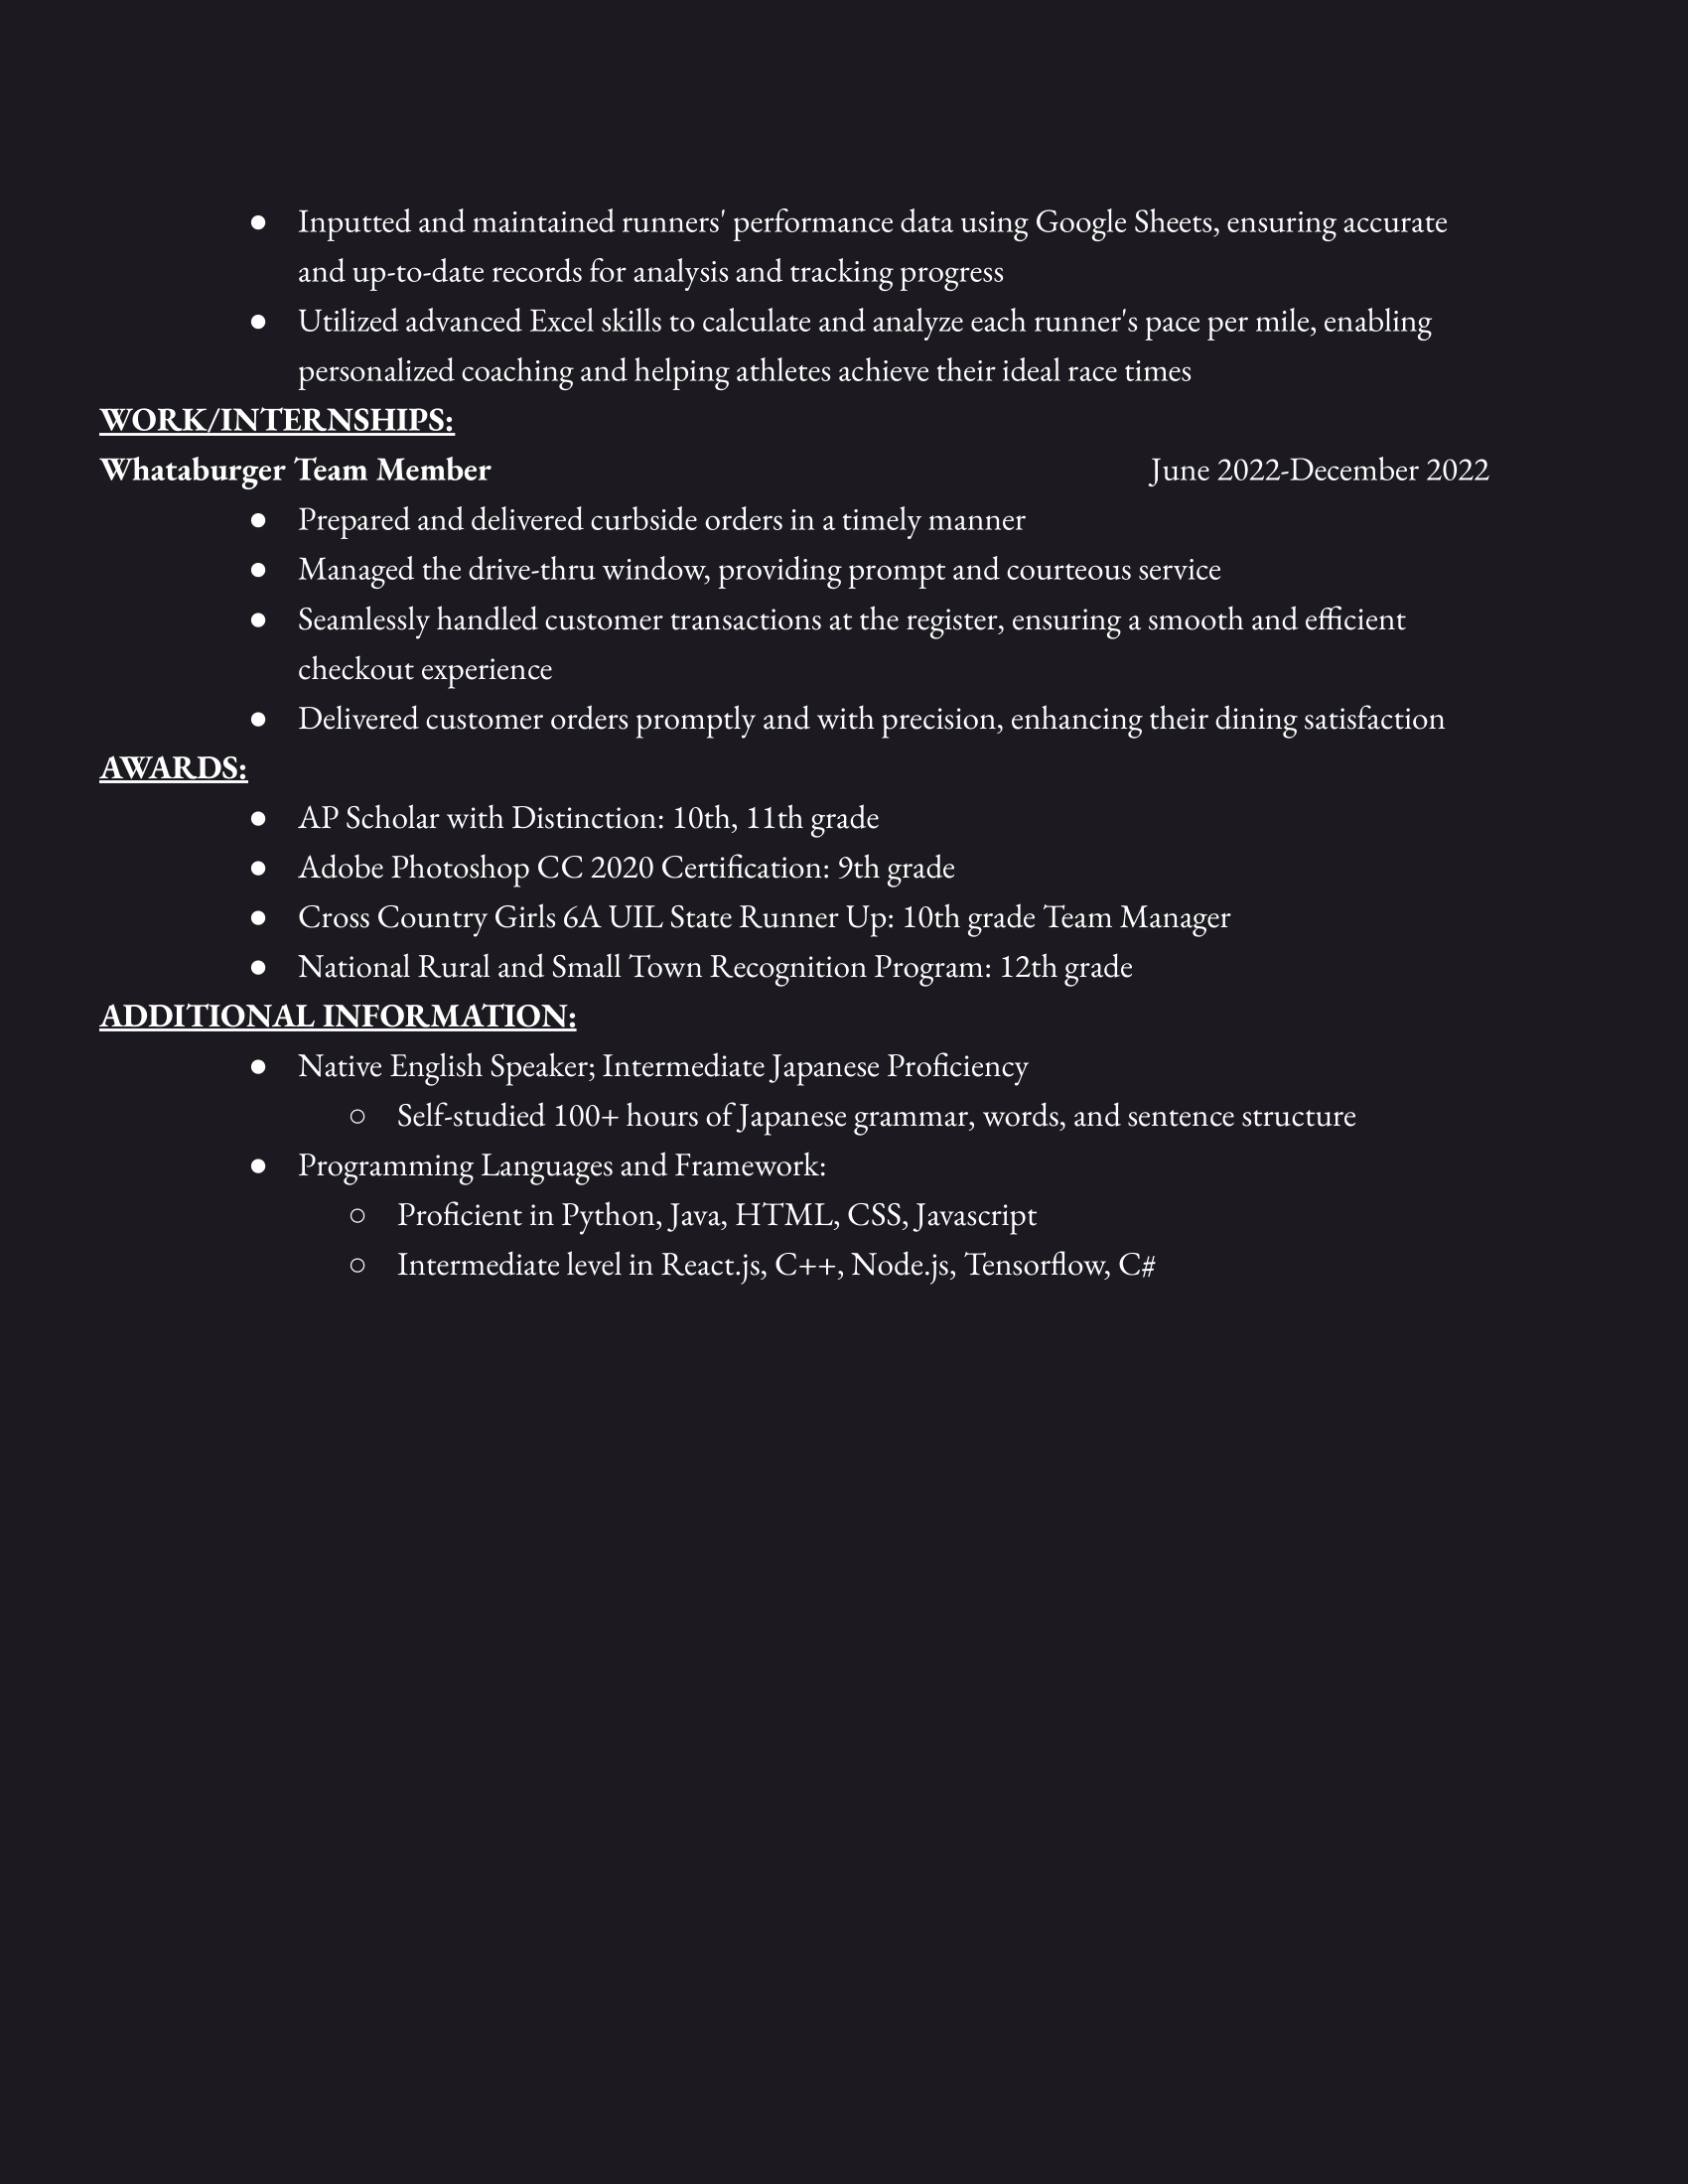 ● Inputted and maintained runners' performance data using Google Sheets, ensuring accurate
and up-to-date records for analysis and tracking progress
● Utilized advanced Excel skills to calculate and analyze each runner's pace per mile, enabling
personalized coaching and helping athletes achieve their ideal race times
WORK/INTERNSHIPS:
Whataburger Team Member June 2022-December 2022
● Prepared and delivered curbside orders in a timely manner
● Managed the drive-thru window, providing prompt and courteous service
● Seamlessly handled customer transactions at the register, ensuring a smooth and efficient
checkout experience
● Delivered customer orders promptly and with precision, enhancing their dining satisfaction
AWARDS:
● AP Scholar with Distinction: 10th, 11th grade
● Adobe Photoshop CC 2020 Certification: 9th grade
● Cross Country Girls 6A UIL State Runner Up: 10th grade Team Manager
● National Rural and Small Town Recognition Program: 12th grade
ADDITIONAL INFORMATION:
● Native English Speaker; Intermediate Japanese Proficiency
○ Self-studied 100+ hours of Japanese grammar, words, and sentence structure
● Programming Languages and Framework:
○ Proficient in Python, Java, HTML, CSS, Javascript
○ Intermediate level in React.js, C++, Node.js, Tensorflow, C#